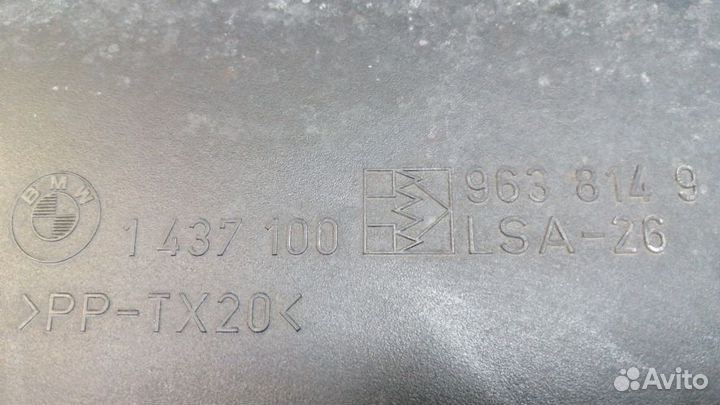 BMW
1 437 100
963 814 9
LSA-26
>PP-TX20<
Avito